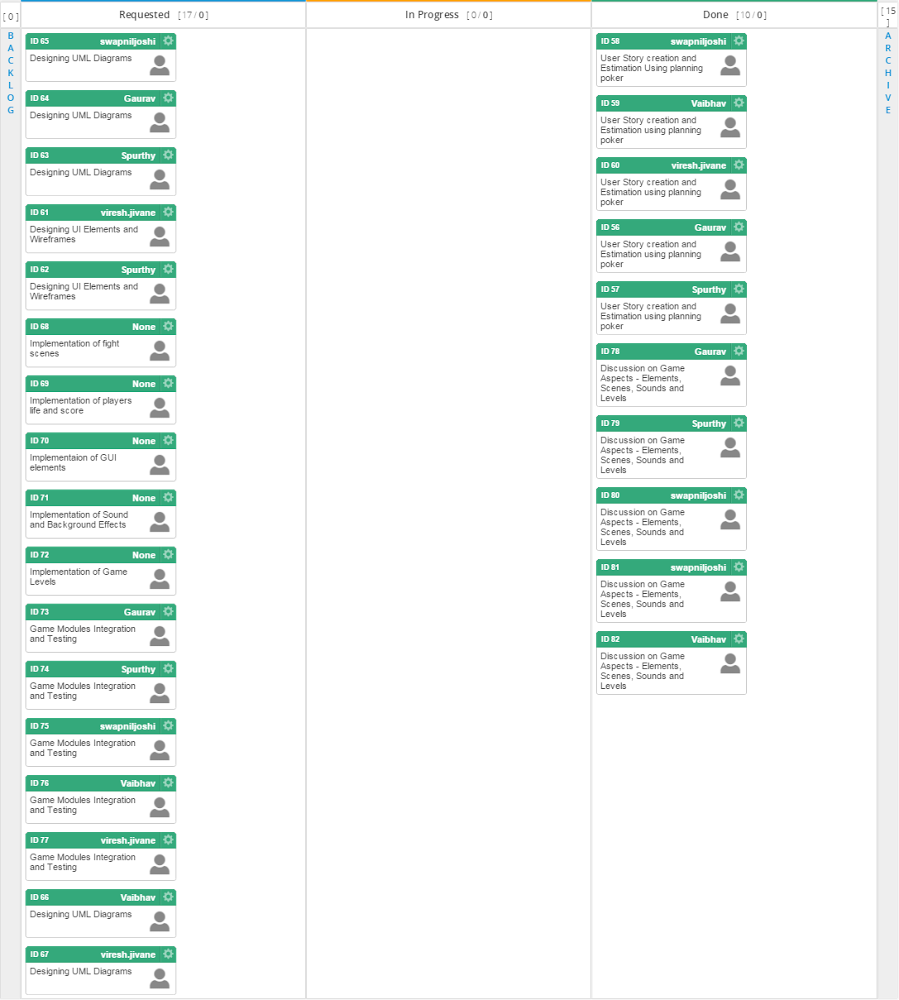 [ 0 ]
B
A
C
K
L
O
G
Requested [ 17 / 0 ]
ID 65 swapniljoshi
Designing UML Diagrams
ID 64 Gaurav
Designing UML Diagrams
ID 63 Spurthy
Designing UML Diagrams
ID 61 viresh.jivane
Designing UI Elements and
Wireframes
ID 62 Spurthy
Designing UI Elements and
Wireframes
ID 68 None
Implementation of fight
scenes
ID 69 None
Implementation of players
life and score
ID 70 None
Implementaion of GUI
elements
ID 71 None
Implementation of Sound
and Background Effects
ID 72 None
Implementation of Game
Levels
ID 73 Gaurav
Game Modules Integration
and Testing
ID 74 Spurthy
Game Modules Integration
and Testing
ID 75 swapniljoshi
Game Modules Integration
and Testing
ID 76 Vaibhav
Game Modules Integration
and Testing
ID 77 viresh.jivane
Game Modules Integration
and Testing
ID 66 Vaibhav
Designing UML Diagrams
ID 67 viresh.jivane
Designing UML Diagrams
In Progress [ 0 / 0 ]
Done [ 10 / 0 ]
ID 58 swapniljoshi
User Story creation and
Estimation Using planning
poker
ID 59 Vaibhav
User Story creation and
Estimation using planning
poker
ID 60 viresh.jivane
User Story creation and
Estimation using planning
poker
ID 56 Gaurav
User Story creation and
Estimation using planning
poker
ID 57 Spurthy
User Story creation and
Estimation using planning
poker
ID 78 Gaurav
Discussion on Game
Aspects - Elements,
Scenes, Sounds and
Levels
ID 79 Spurthy
Discussion on Game
Aspects - Elements,
Scenes, Sounds and
Levels
ID 80 swapniljoshi
Discussion on Game
Aspects - Elements,
Scenes, Sounds and
Levels
ID 81 swapniljoshi
Discussion on Game
Aspects - Elements,
Scenes, Sounds and
Levels
ID 82 Vaibhav
Discussion on Game
Aspects - Elements,
Scenes, Sounds and
Levels
[ 15
]
A
R
C
H
I
V
E